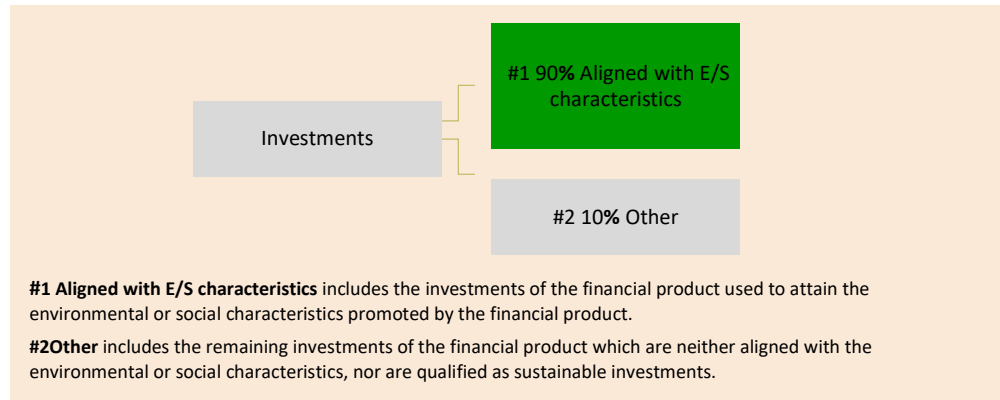 #1 90% Aligned with E/S
characteristics
Investments
#2 10% Other
#1 Aligned with E/S characteristics includes the investments of the financial product used to attain the
environmental or social characteristics promoted by the financial product.
#2Other includes the remaining investments of the financial product which are neither aligned with the
environmental or social characteristics, nor are qualified as sustainable investments.